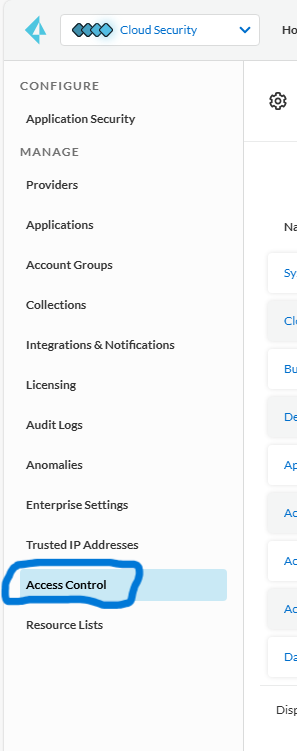 Cloud Security
Ho
CONFIGURE
Application Security
MANAGE
Providers
Applications
Account Groups
Collections
Integrations & Notifications
Licensing
Audit Logs
Anomalies
Enterprise Settings
Trusted IP Addresses
Access Control
Resource Lists
Na
Sy
Clo
Bu
De
Ap
Ac
Ac
Ac
Da
Disp